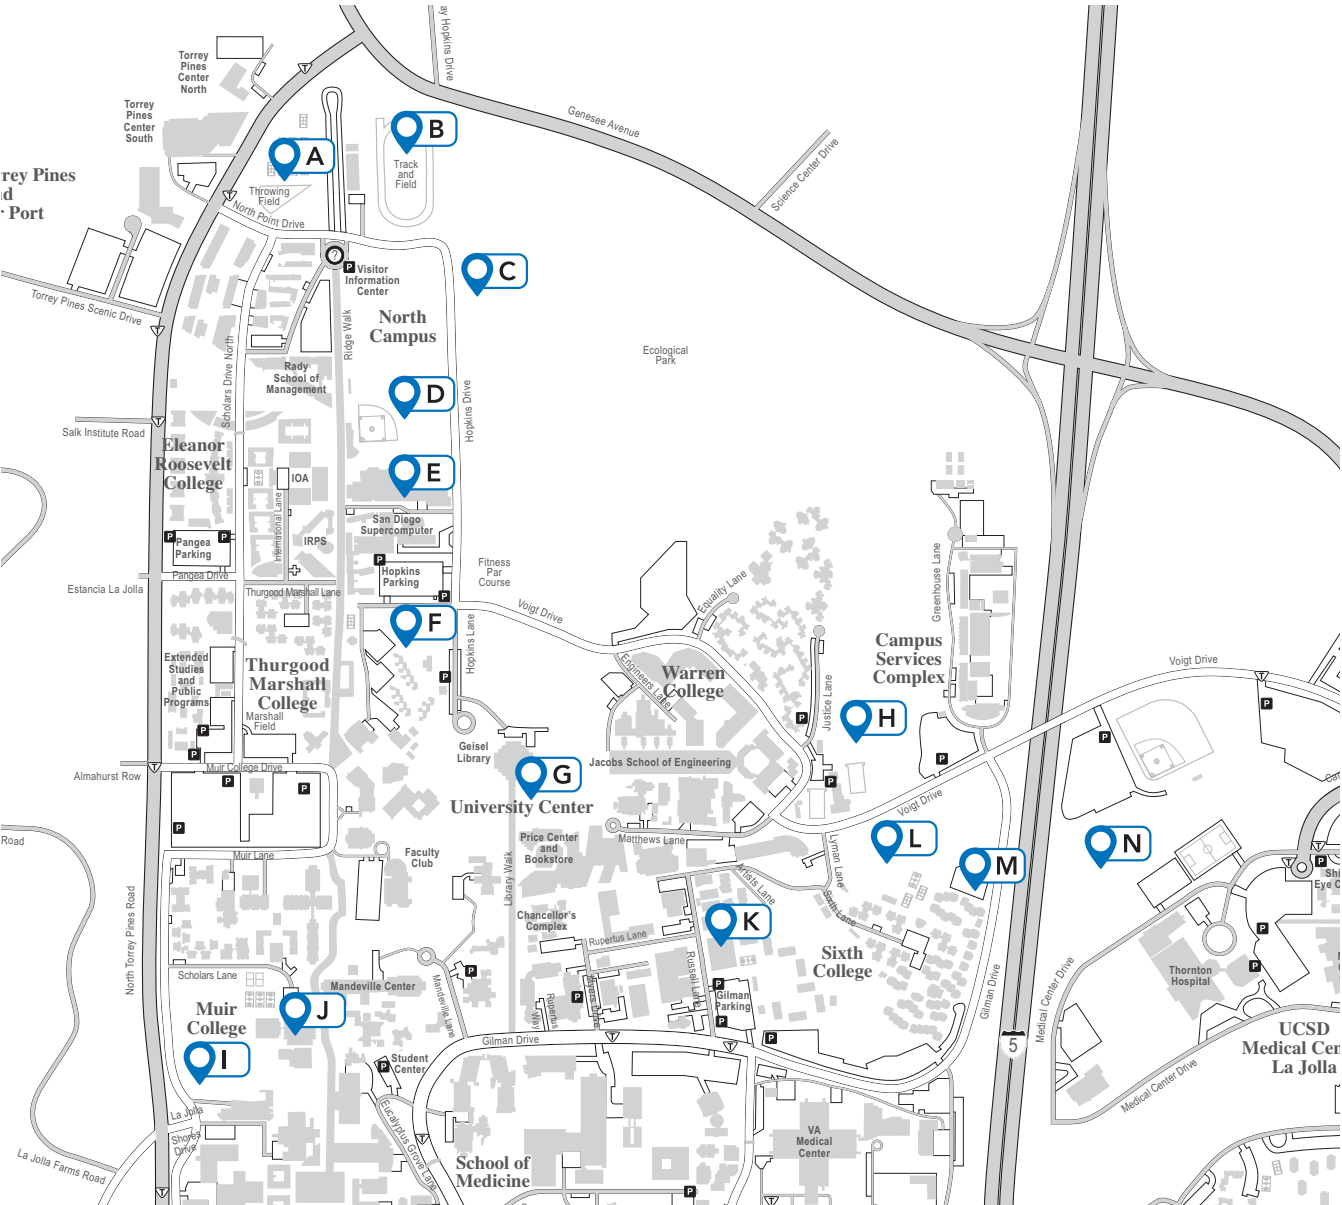 Torrey
Pines
Center
North
Torrey
Pines
Center
South
Hopkins Drive
Genesee Avenue
Science Center Drive
A
B
Track
and
Field
Throwing
Field
North Point Drive
rrey Pines
Port
Torrey Pines Scenic Drive
?
P
Visitor
Information
Center
C
North
Campus
Ridge Walk
Ecological
Park
Scholars Drive North
Rady
School of
Management
D
Hopkins Drive
Salk Institute Road
Eleanor
Roosevelt
College
IOA
E
International Lane
IRPS
San Diego
Supercomputer
Pangea
Parking
Pangea Drive
Hopkins
Parking
Fitness
Par
Course
Estancia La Jolla
Thurgood Marshall Lane
F
Voigt Drive
Equality Lane
Hopkins Lane
Engineers Lane
Warren
College
Greenhouse Lane
Campus
Services
Complex
Voigt Drive
Extended
Studies
and
Public
Programs
Thurgood
Marshall
College
Marshall
Field
Justice Lane
H
Geisel
Library
G
Jacobs School of Engineering
Almahurst Row
Muir College Drive
University Center
Voigt Drive
Road
Muir Lane
Faculty
Club
Price Center
and
Bookstore
Matthews Lane
Library Walk
Lyman Lane
L
M
N
Artists Lane
Sixth Lane
North Torrey Pines Road
Chancellor's
Complex
Rupertus Lane
K
Sixth
College
Russell Lane
Scholars Lane
Mandeville Center
Mandeville Lane
Rupertus
Way
Myers Drive
Gilman
Parking
Gilman Drive
Medical Center Drive
Thornton
Hospital
Muir
College
J
I
Gilman Drive
5
UCSD
Medical Cen
La Jolla
Student
Center
Medical Center Drive
La Jolla
Shores
Drive
Eucalyptus Grove Lane
VA
Medical
Center
La Jolla Farms Road
School of
Medicine